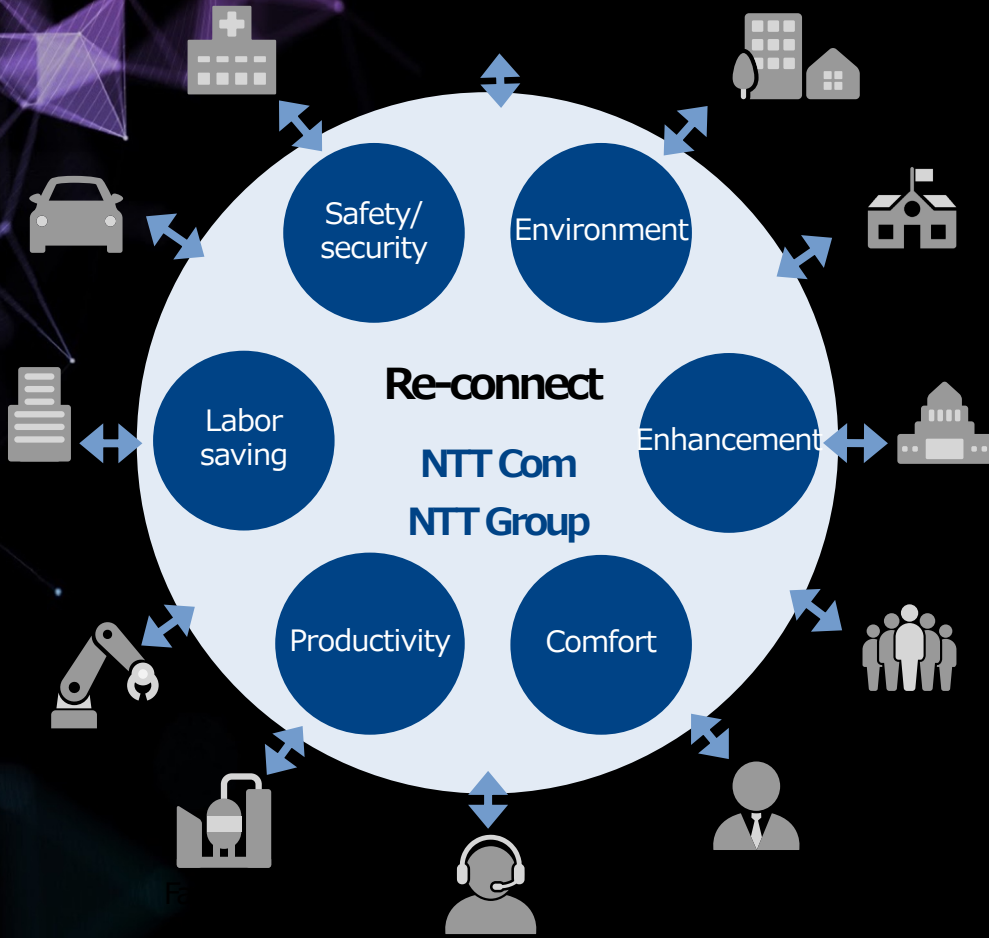 Safety/
security
Environment
Re-connect
Labor
saving
Enhancement
NTT Com
NTT Group
Productivity
Comfort